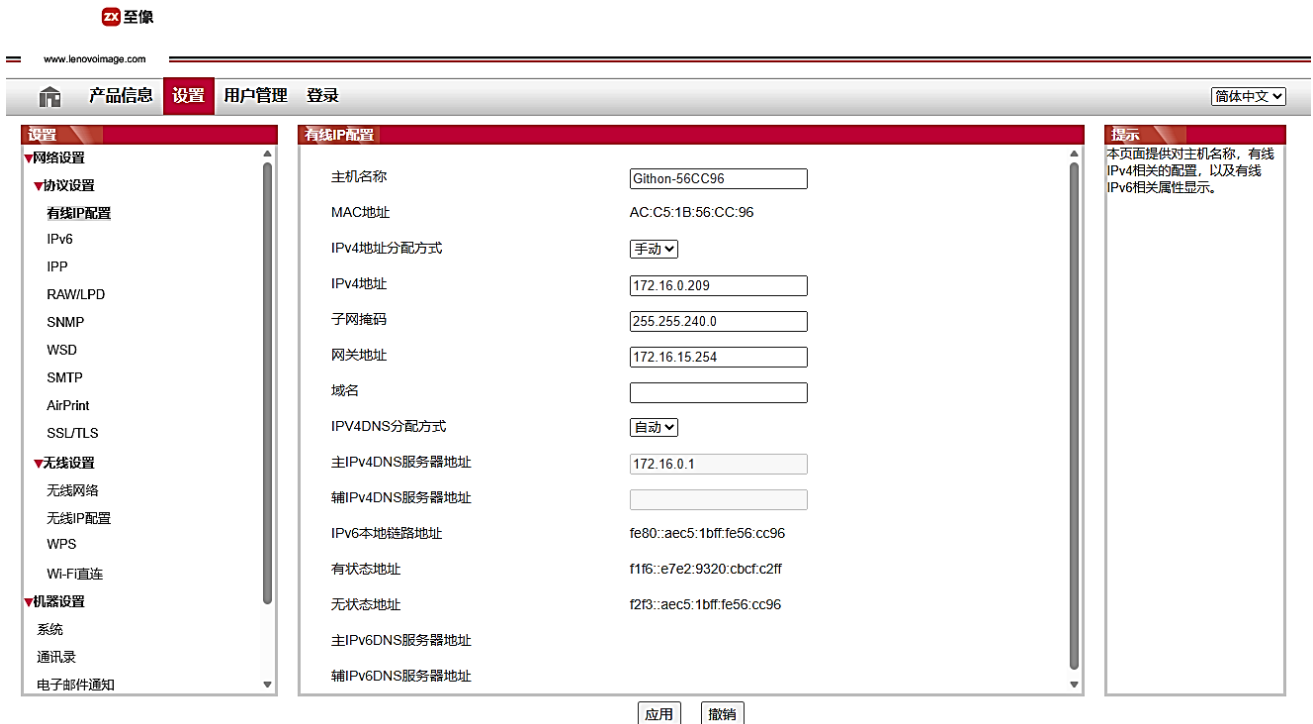 ZX 至像
www.lenovoimage.com
产品信息 设置 用户管理 登录 简体中文
设置
▼网络设置
▼协议设置
有线IP配置
IPv6
IPP
RAW/LPD
SNMP
WSD
SMTP
AirPrint
SSL/TLS
▼无线设置
无线网络
无线IP配置
WPS
Wi-Fi直连
▼机器设置
系统
通讯录
电子邮件通知
有线IP配置
主机名称 Githon-56CC96
MAC地址 AC:C5:1B:56:CC:96
IPv4地址分配方式 手动
IPv4地址 172.16.0.209
子网掩码 255.255.240.0
网关地址 172.16.15.254
域名
IPV4DNS分配方式 自动
主IPv4DNS服务器地址 172.16.0.1
辅IPv4DNS服务器地址
IPv6本地链路地址 fe80::aec5:1bff:fe56:cc96
有状态地址 f1f6::e7e2:9320:cbcf:c2ff
无状态地址 f2f3::aec5:1bff:fe56:cc96
主IPv6DNS服务器地址
辅IPv6DNS服务器地址
应用 撤销
提示
本页面提供对主机名称，有线
IPv4相关的配置，以及有线
IPv6相关属性显示。